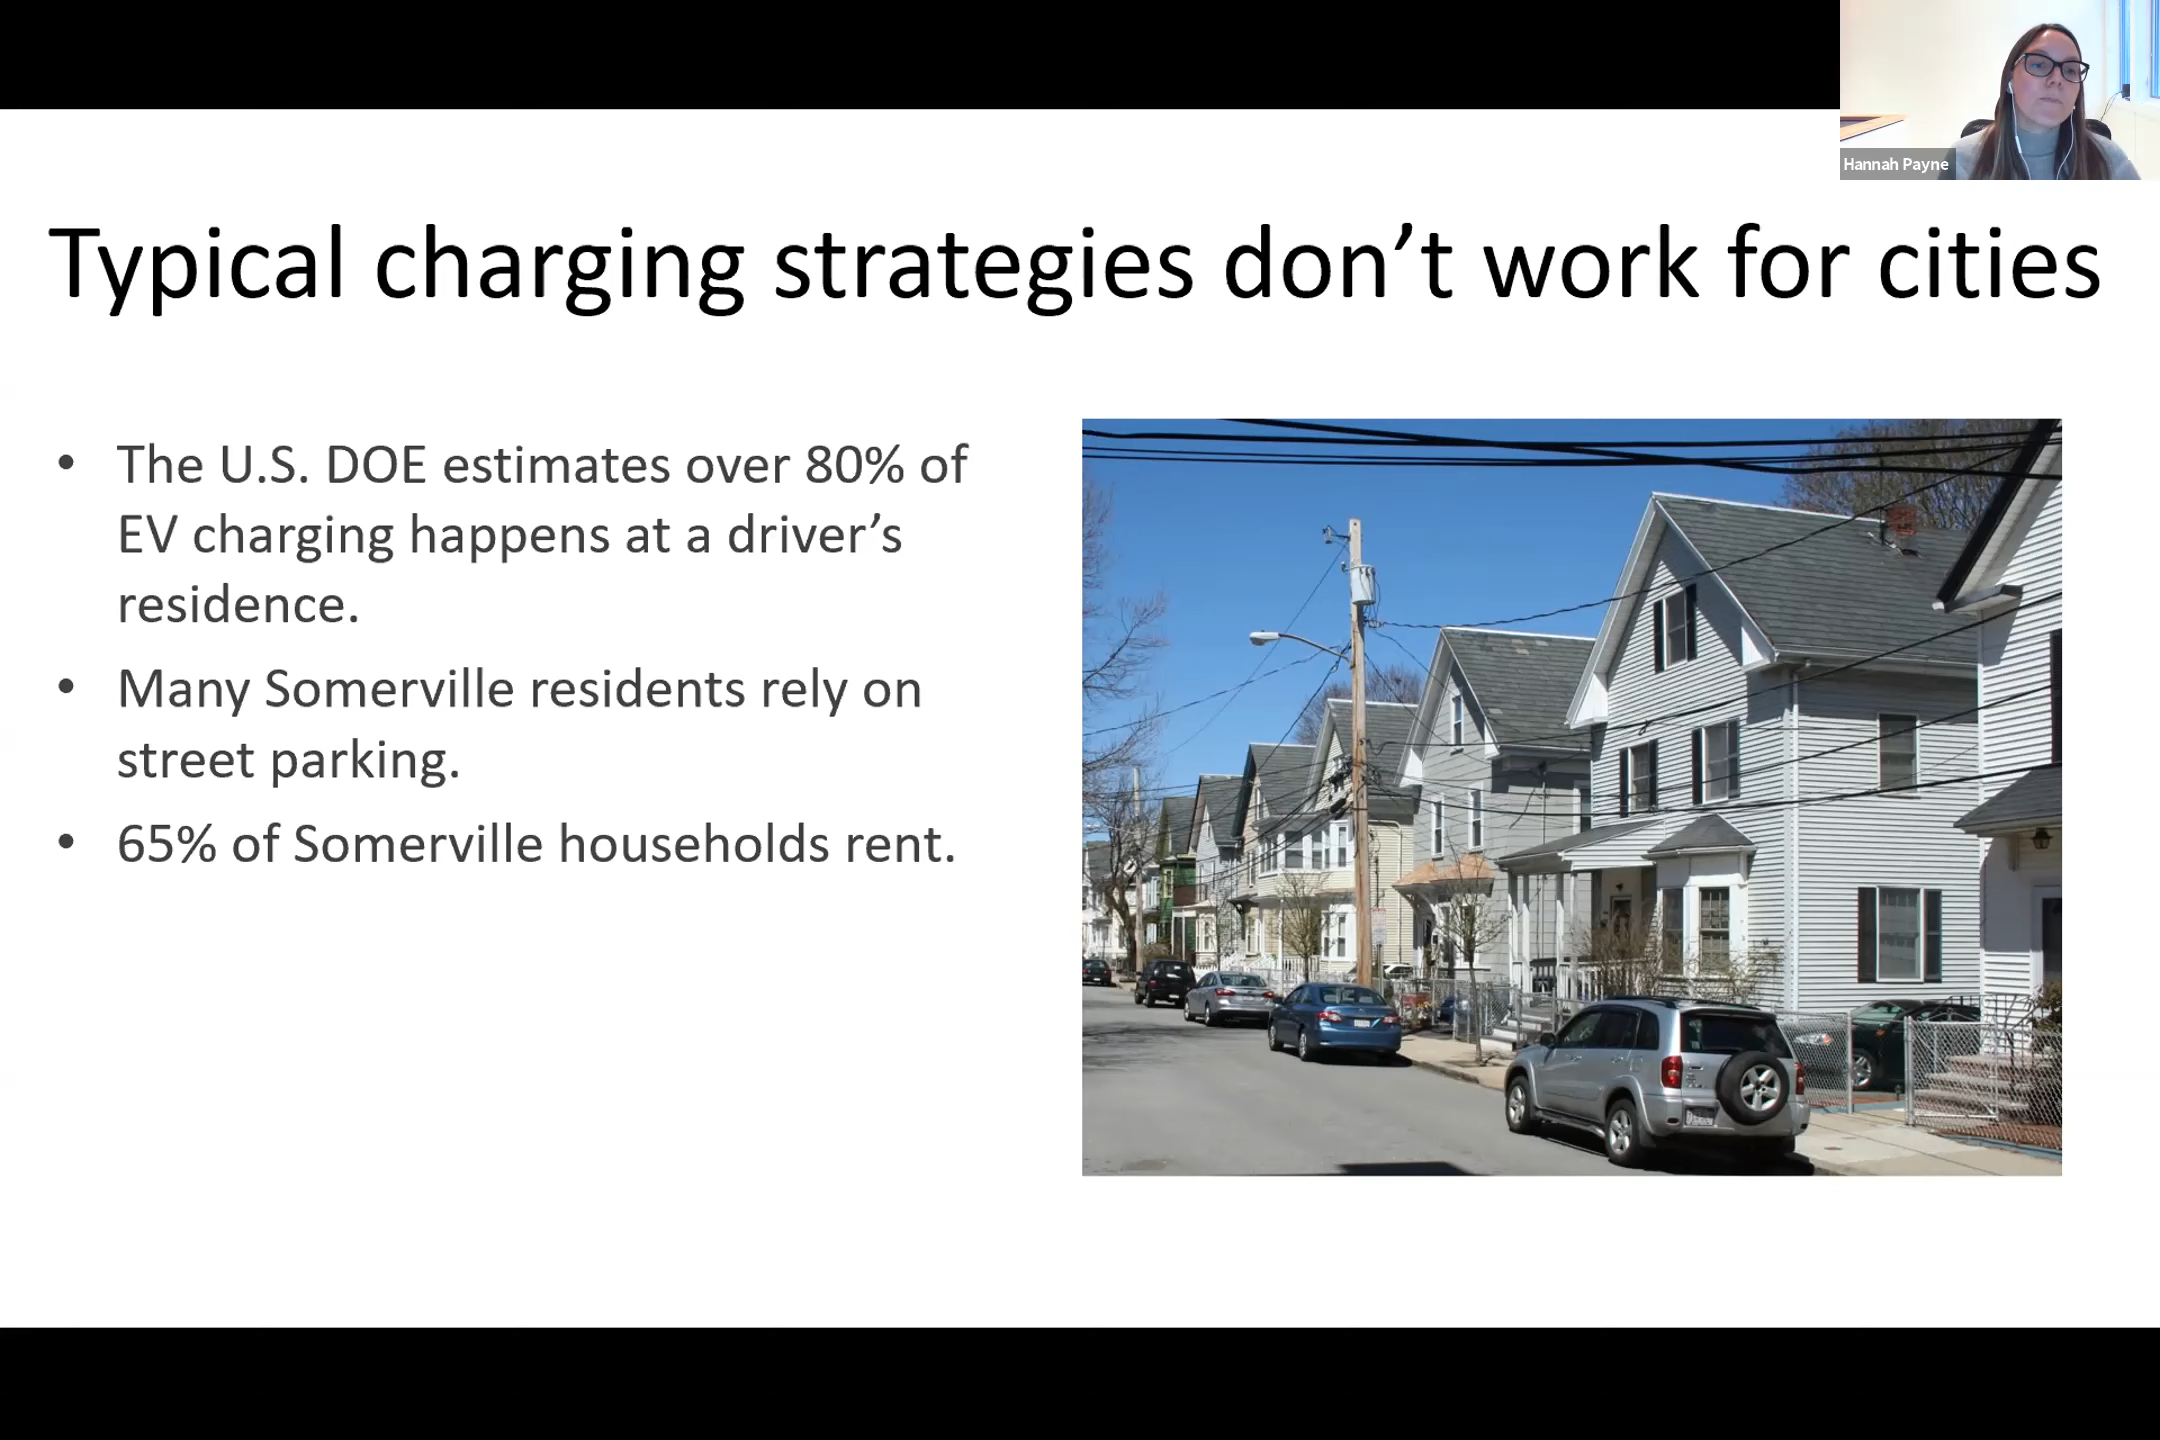 Hannah Payne
Typical charging strategies don’t work for cities
• The U.S. DOE estimates over 80% of
EV charging happens at a driver’s
residence.
• Many Somerville residents rely on
street parking.
• 65% of Somerville households rent.